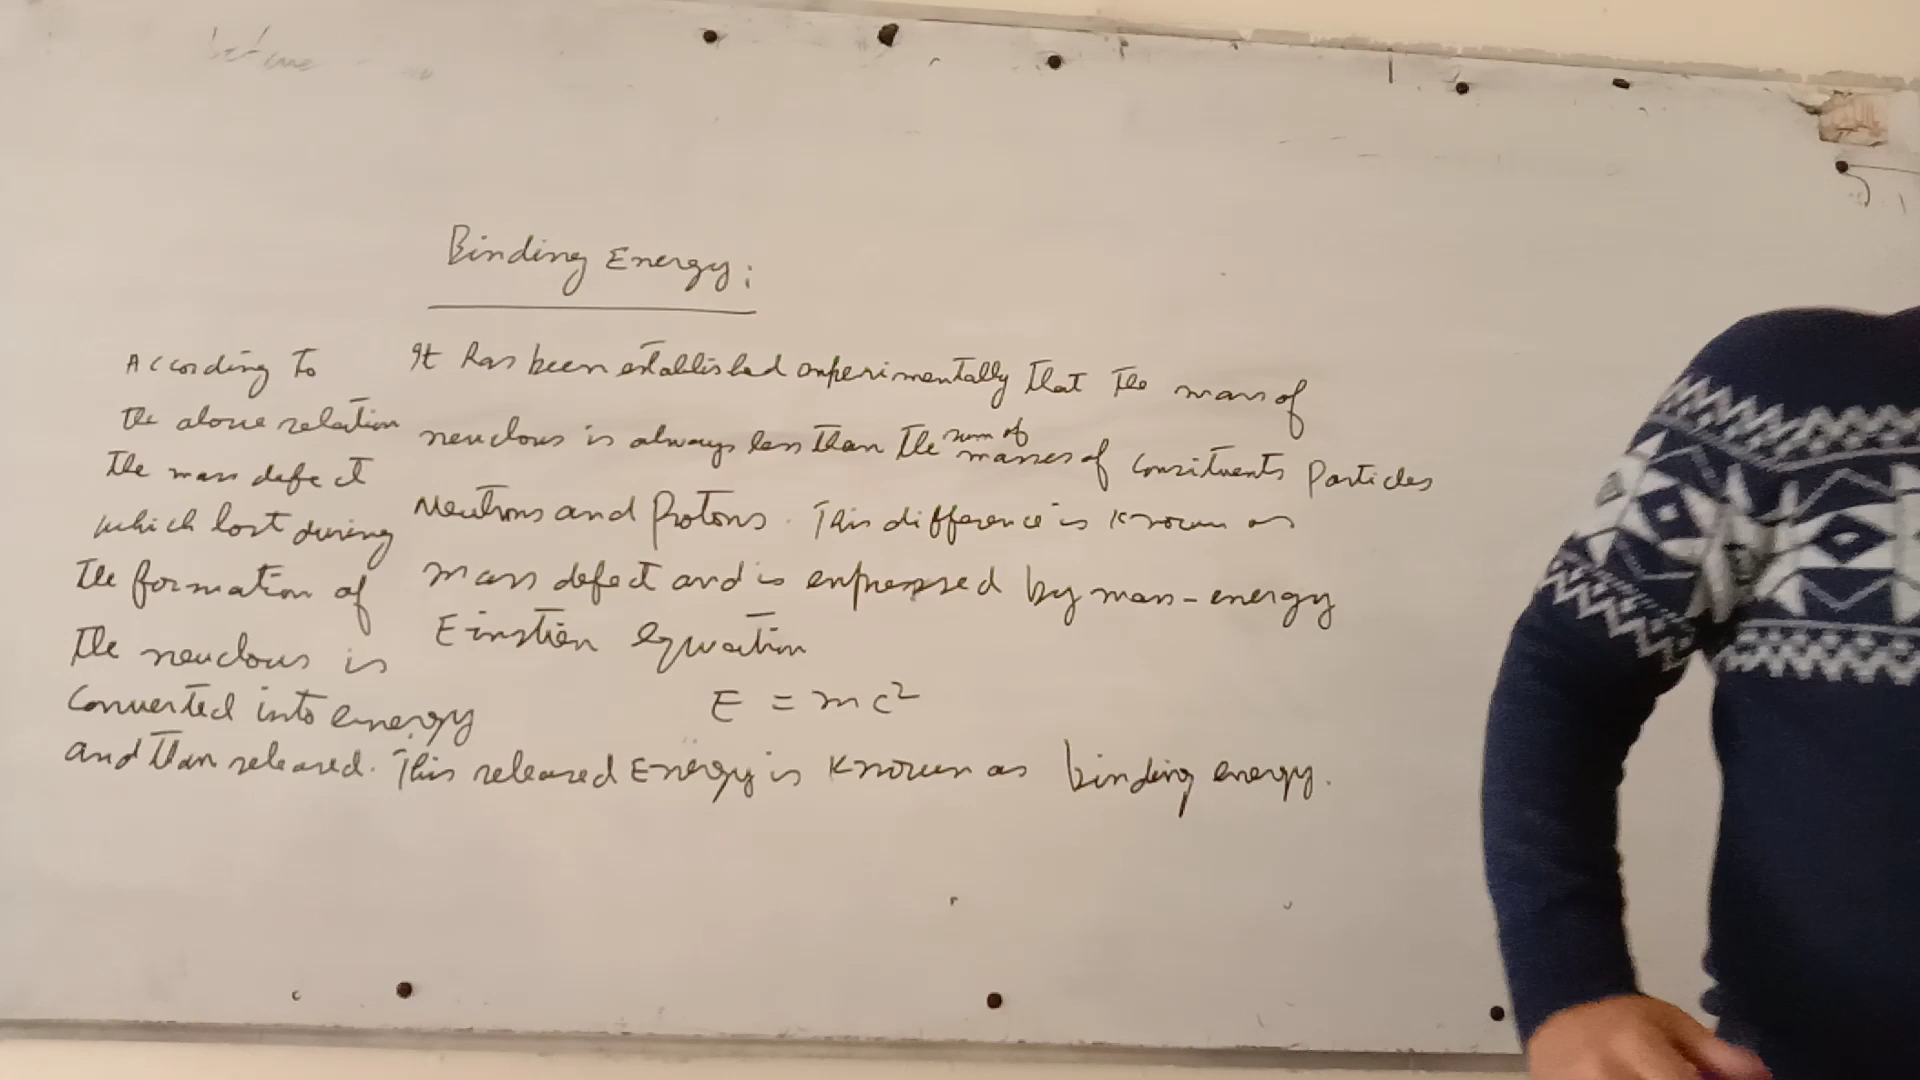 Binding Energy:
It has been established experimentally that the mass of
neuclous is always less than the sum of masses of consituents Particles
Neutrons and Protons. This difference is known as
mass defect and is expressed by mass-energy
Einstien equation
E = mc²
According to
the above relation
the mass defect
which lost during
the formation of
the neuclous is
converted into energy
and than released. This released Energy is known as binding energy.